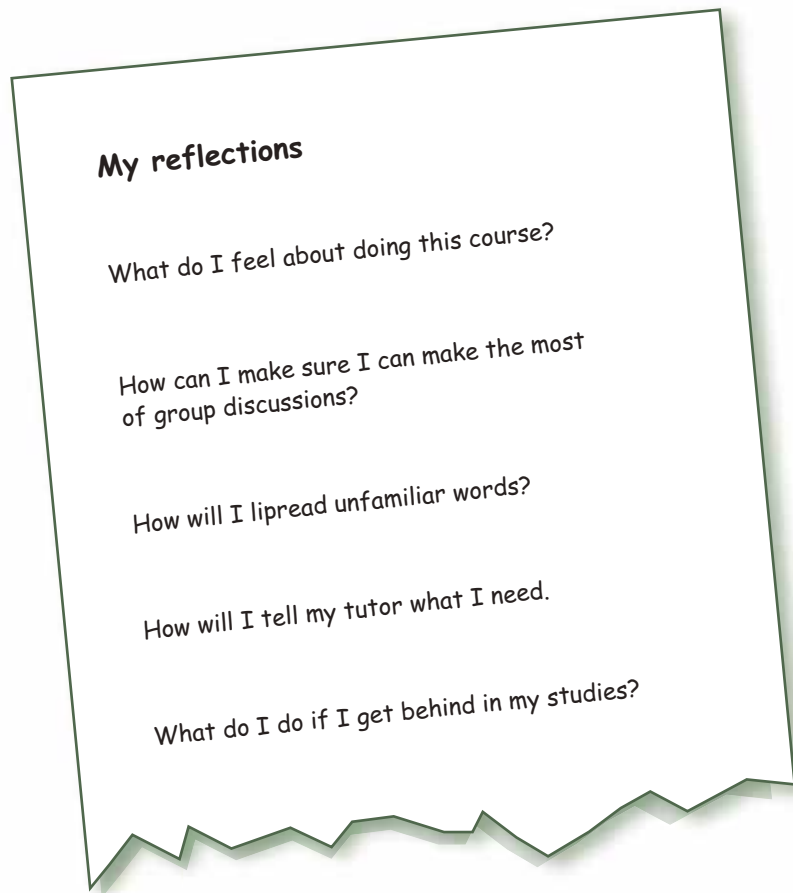 My reflections
What do I feel about doing this course?
How can I make sure I can make the most
of group discussions?
How will I lipread unfamiliar words?
How will I tell my tutor what I need.
What do I do if I get behind in my studies?